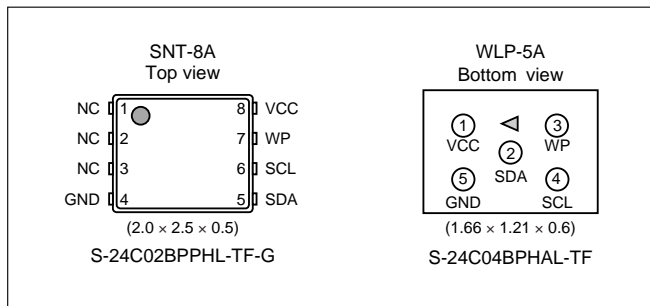 SNT-8A
Top view
NC 1 8 VCC
NC 2 7 WP
NC 3 6 SCL
GND 4 5 SDA
(2.0 × 2.5 × 0.5)
S-24C02BPPHL-TF-G
WLP-5A
Bottom view
1 3
VCC 2 WP
SDA
5 4
GND SCL
(1.66 × 1.21 × 0.6)
S-24C04BPHAL-TF